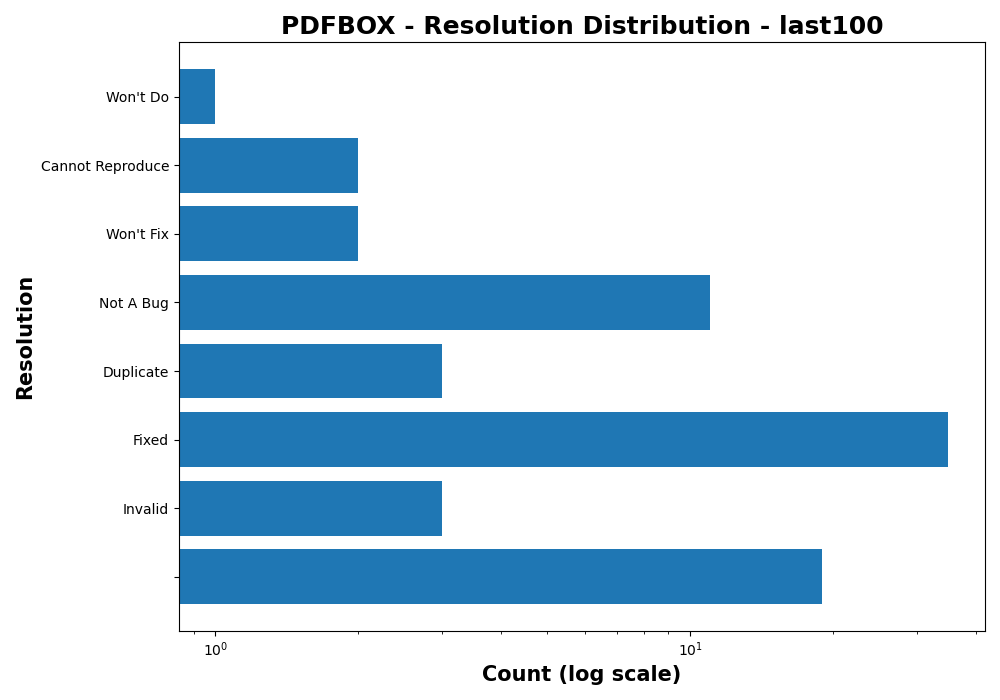 PDFBOX - Resolution Distribution - last100
Won't Do
Cannot Reproduce
Won't Fix
Not A Bug
Duplicate
Fixed
Invalid
Resolution
10⁰ 10¹
Count (log scale)